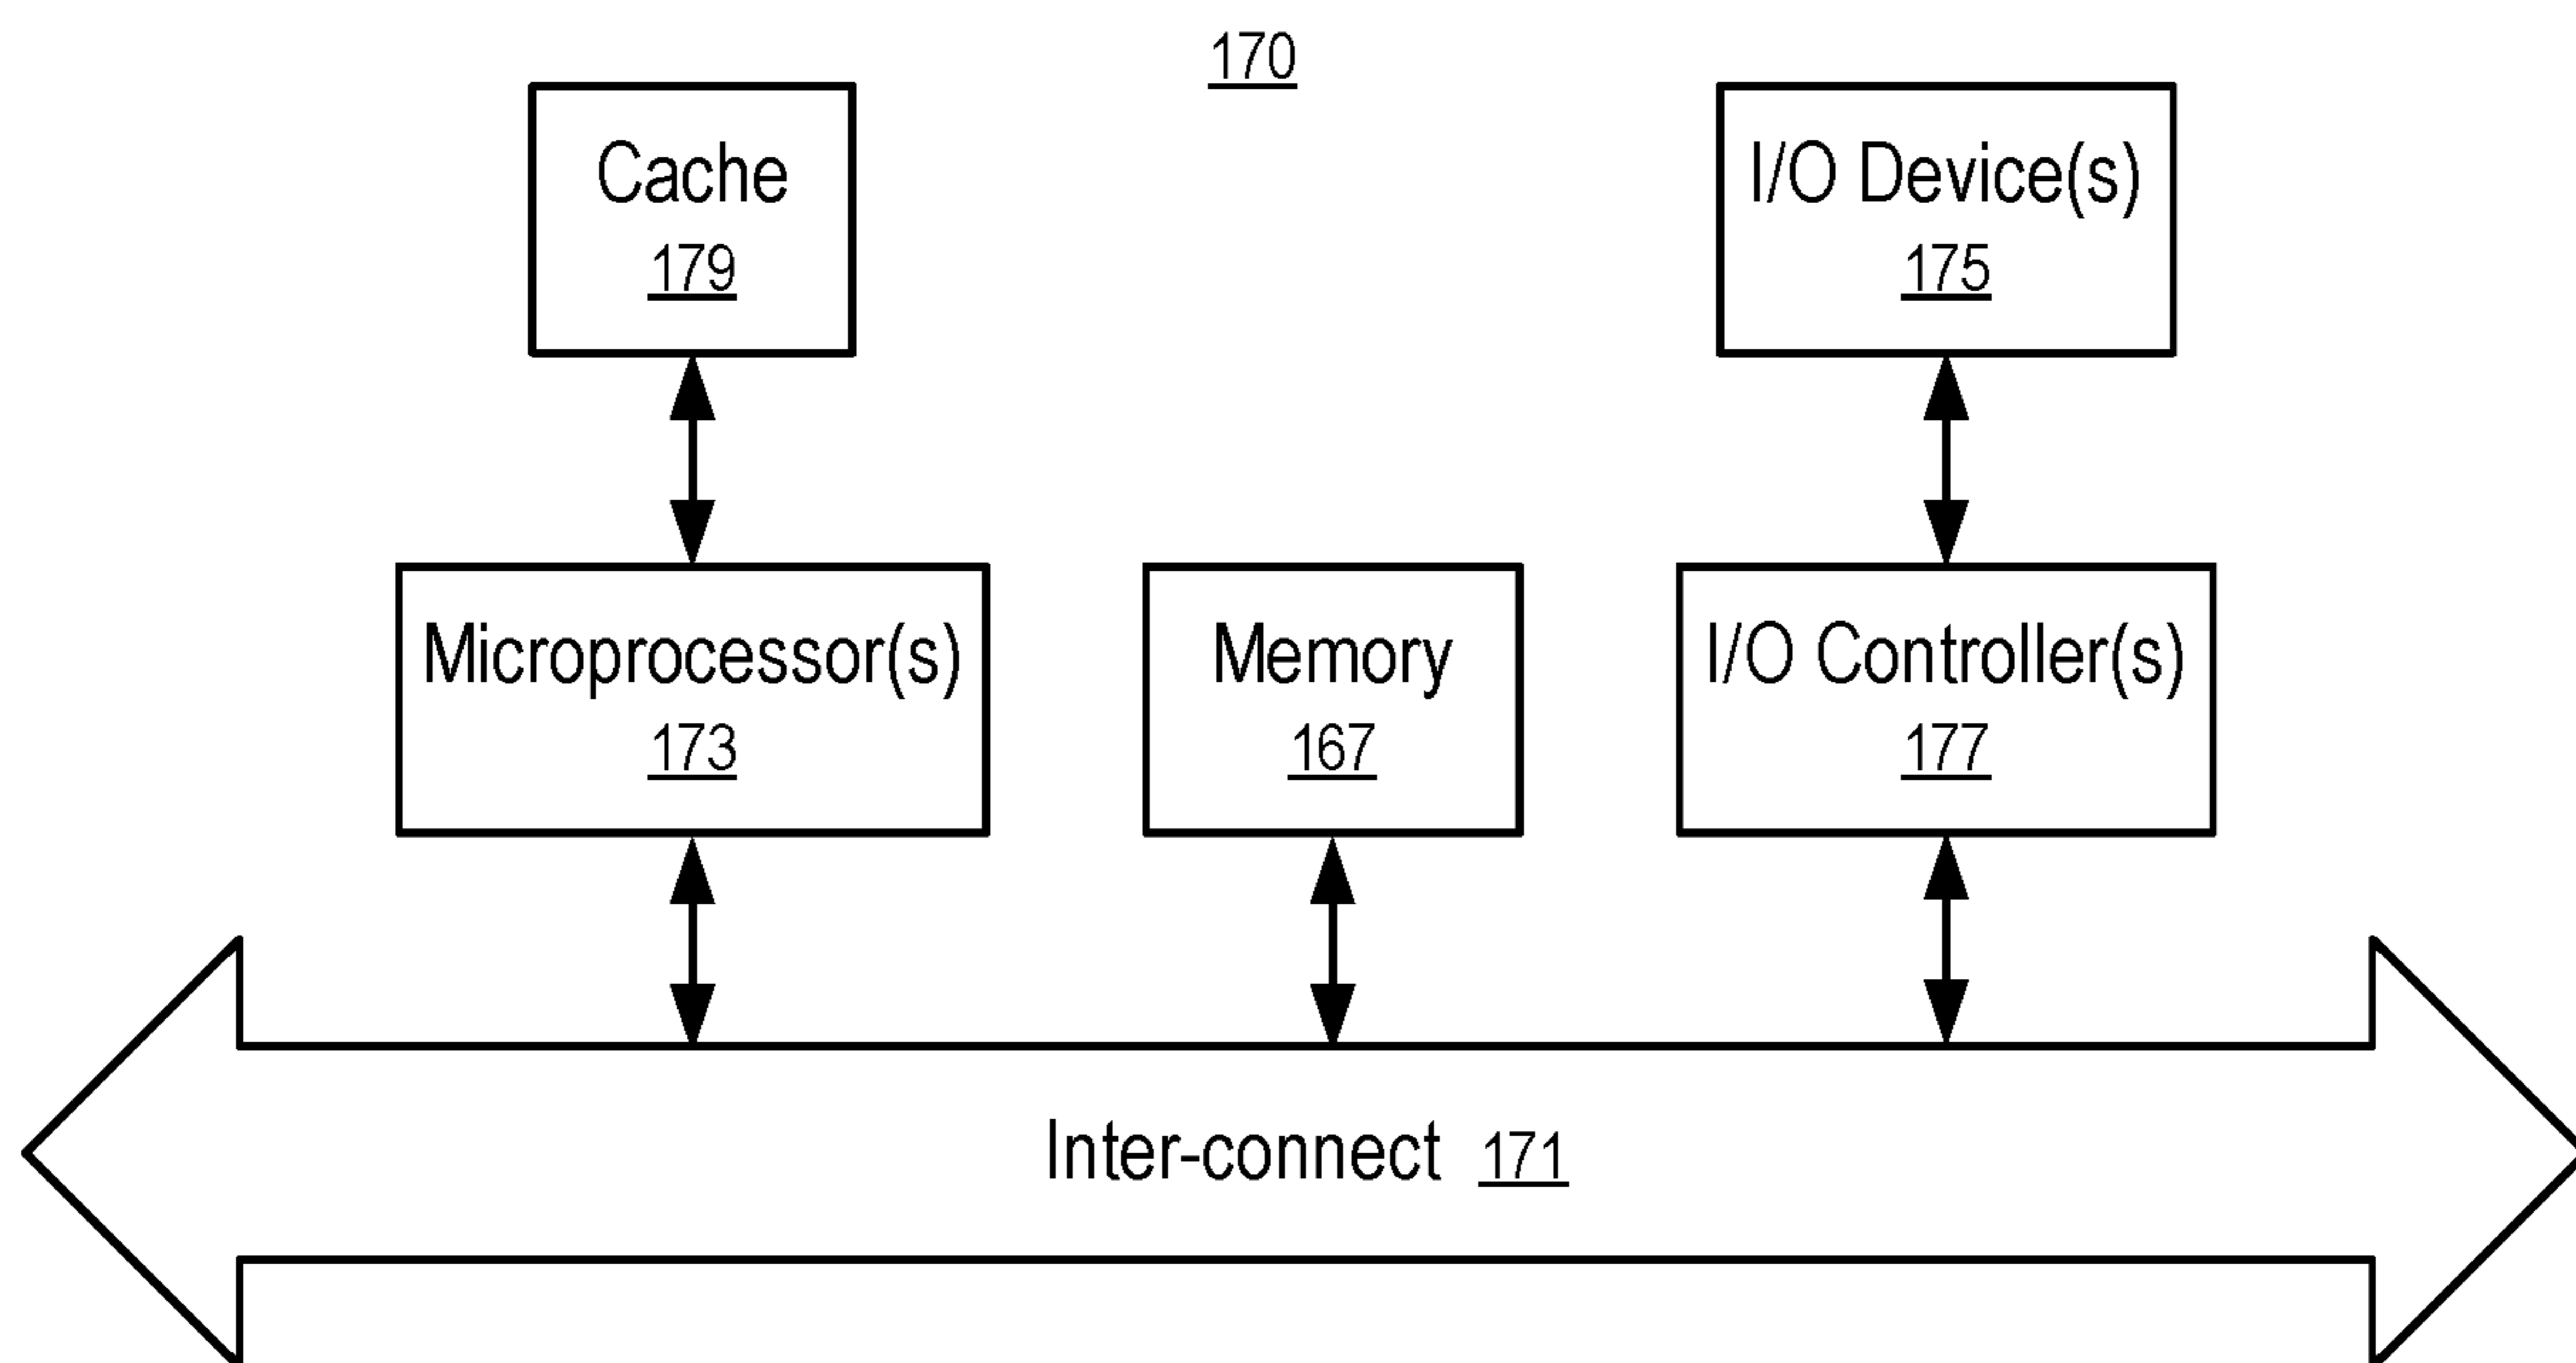 170
Cache
179
I/O Device(s)
175
Microprocessor(s)
173
Memory
167
I/O Controller(s)
177
Inter-connect 171